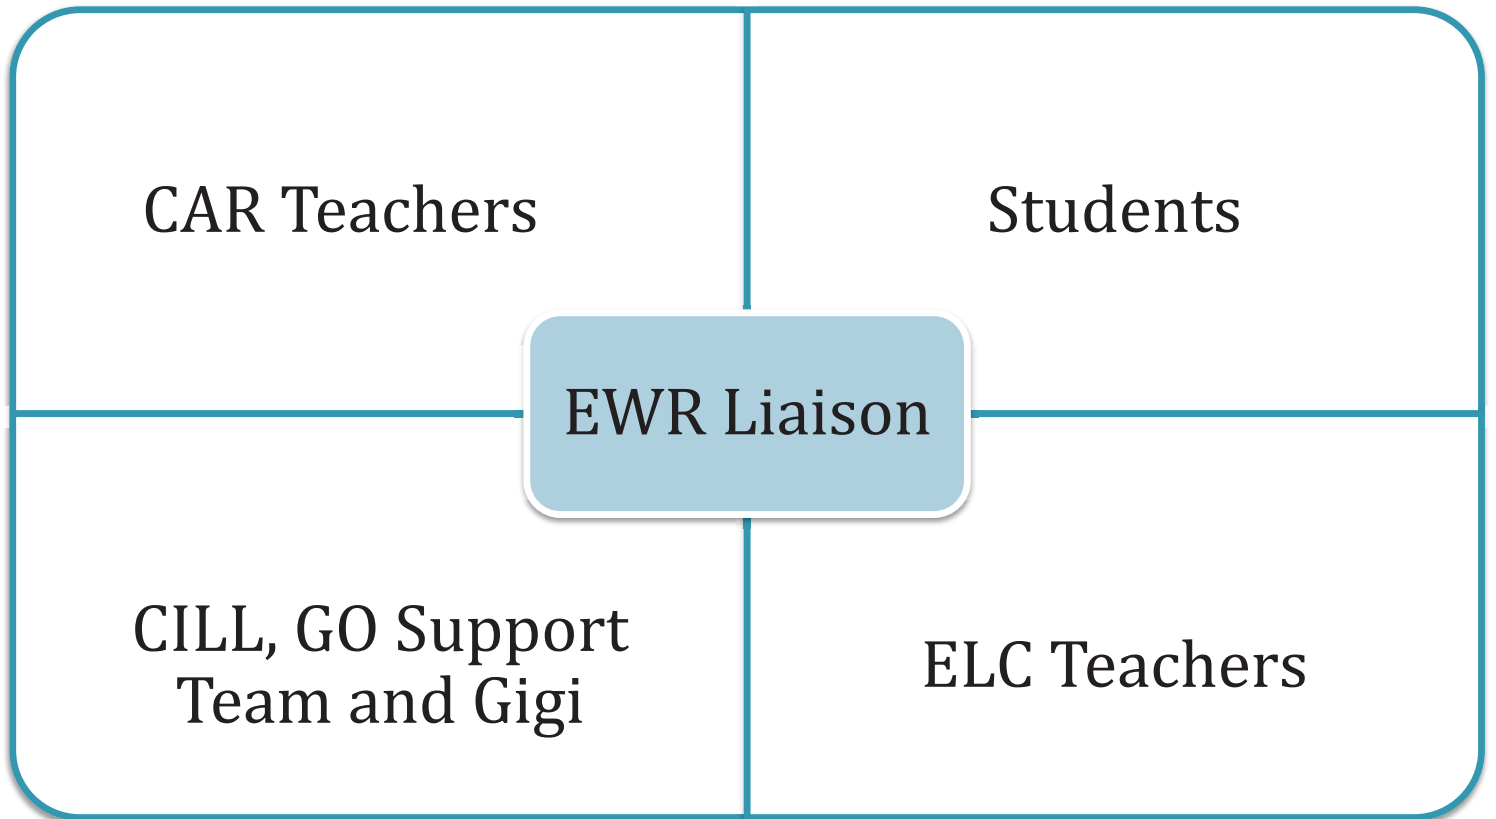 CAR Teachers
Students
EWR Liaison
CILL, GO Support
Team and Gigi
ELC Teachers